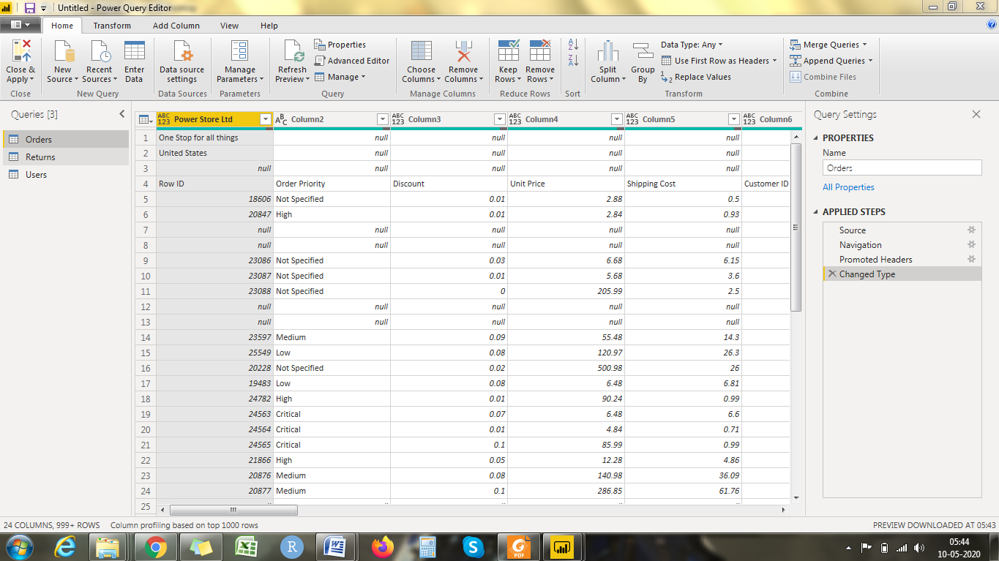 Untitled - Power Query Editor
Home Transform Add Column View Help
Close & Apply
New Source
Recent Sources
Enter Data
Data source settings
Manage Parameters
Refresh Preview
Properties
Advanced Editor
Manage
Choose Columns
Remove Columns
Keep Rows
Remove Rows
A Z
Z A
Split Column
Group By
Data Type: Any
Use First Row as Headers
1 2 Replace Values
Merge Queries
Append Queries
Combine Files
Close New Query Data Sources Parameters Query Manage Columns Reduce Rows Sort Transform Combine
Queries [3]
Orders
Returns
Users
ABC 123 Power Store Ltd ABC Column2 ABC 123 Column3 ABC 123 Column4 ABC 123 Column5 ABC 123 Column6
1 One Stop for all things null null null null
2 United States null null null null
3 null null null null null
4 Row ID Order Priority Discount Unit Price Shipping Cost Customer ID
5 18606 Not Specified 0.01 2.88 0.5
6 20847 High 0.01 2.84 0.93
7 null null null null null
8 null null null null null
9 23086 Not Specified 0.03 6.68 6.15
10 23087 Not Specified 0.01 5.68 3.6
11 23088 Not Specified 0 205.99 2.5
12 null null null null null
13 null null null null null
14 23597 Medium 0.09 55.48 14.3
15 25549 Low 0.08 120.97 26.3
16 20228 Not Specified 0.02 500.98 26
17 19483 Low 0.08 6.48 6.81
18 24782 High 0.01 90.24 0.99
19 24563 Critical 0.07 6.48 6.6
20 24564 Critical 0.01 4.84 0.71
21 24565 Critical 0.1 85.99 0.99
22 21866 High 0.05 12.28 4.86
23 20876 Medium 0.08 140.98 36.09
24 20877 Medium 0.1 286.85 61.76
25
Query Settings
PROPERTIES
Name
Orders
All Properties
APPLIED STEPS
Source
Navigation
Promoted Headers
Changed Type
24 COLUMNS, 999+ ROWS Column profiling based on top 1000 rows PREVIEW DOWNLOADED AT 05:43
R
W
S
PDF
05:44
10-05-2020